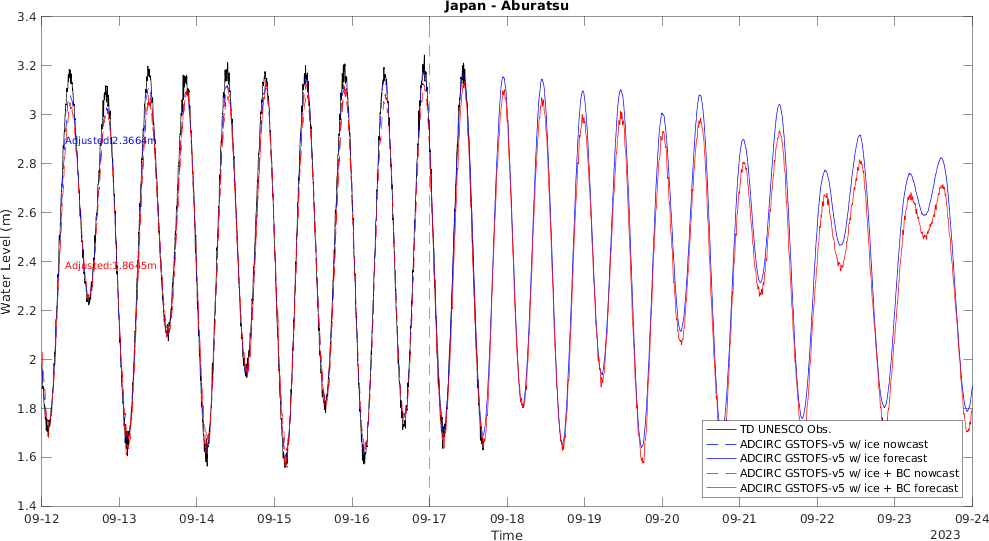 Japan - Aburatsu
3.4
3.2
3
2.8
2.6
2.4
2.2
2
1.8
1.6
1.4
Water Level (m)
Adjusted:2.3664m
Adjusted:1.8645m
TD UNESCO Obs.
ADCIRC GSTOFS-v5 w/ ice nowcast
ADCIRC GSTOFS-v5 w/ ice forecast
ADCIRC GSTOFS-v5 w/ ice + BC nowcast
ADCIRC GSTOFS-v5 w/ ice + BC forecast
09-12 09-13 09-14 09-15 09-16 09-17 09-18 09-19 09-20 09-21 09-22 09-23 09-24
Time
2023